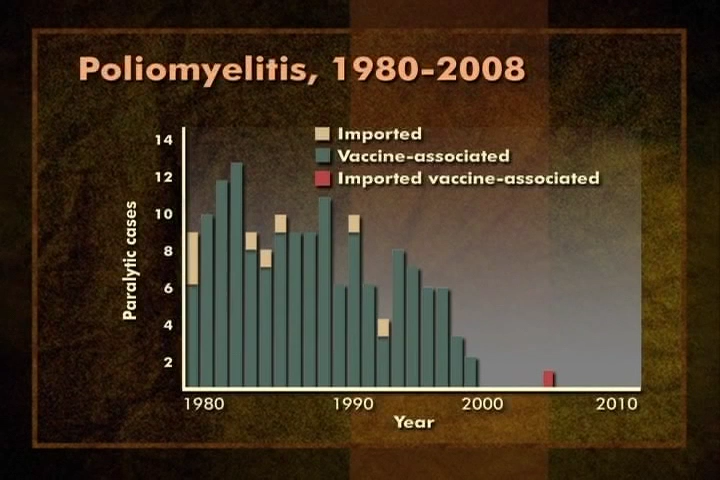 Poliomyelitis, 1980-2008
Imported
Vaccine-associated
Imported vaccine-associated
14
12
10
8
6
4
2
Paralytic cases
1980 1990 2000 2010
Year